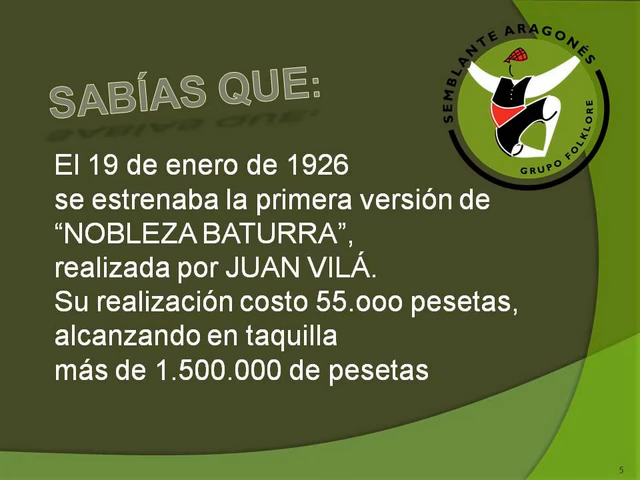 SEMBLANTE ARAGONÉS
GRUPO FOLKLORE
SABÍAS QUE:
El 19 de enero de 1926
se estrenaba la primera versión de
“NOBLEZA BATURRA”,
realizada por JUAN VILÁ.
Su realización costo 55.ooo pesetas,
alcanzando en taquilla
más de 1.500.000 de pesetas
5